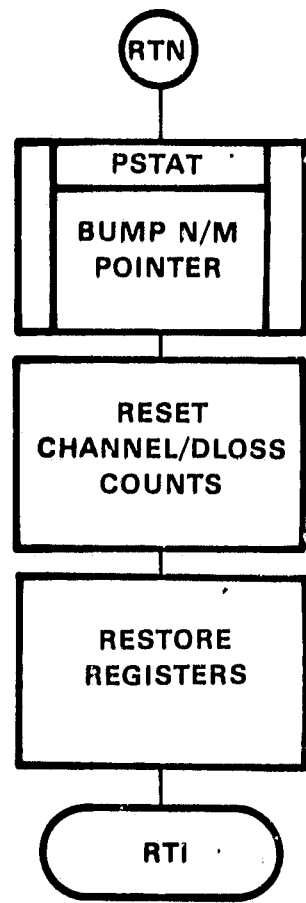 RTN
PSTAT
BUMP N/M
POINTER
RESET
CHANNEL/DLOSS
COUNTS
RESTORE
REGISTERS
RTI